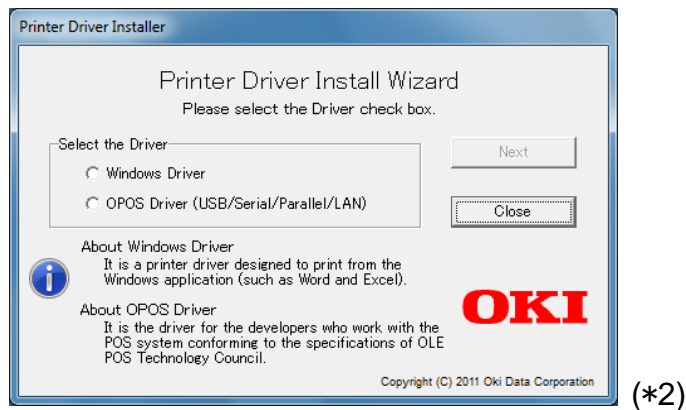 Printer Driver Installer
Printer Driver Install Wizard
Please select the Driver check box.
Select the Driver
Windows Driver
OPOS Driver (USB/Serial/Parallel/LAN)
Next
Close
About Windows Driver
It is a printer driver designed to print from the
Windows application (such as Word and Excel).
About OPOS Driver
It is the driver for the developers who work with the
POS system conforming to the specifications of OLE
POS Technology Council.
OKI
Copyright (C) 2011 Oki Data Corporation
(*2)